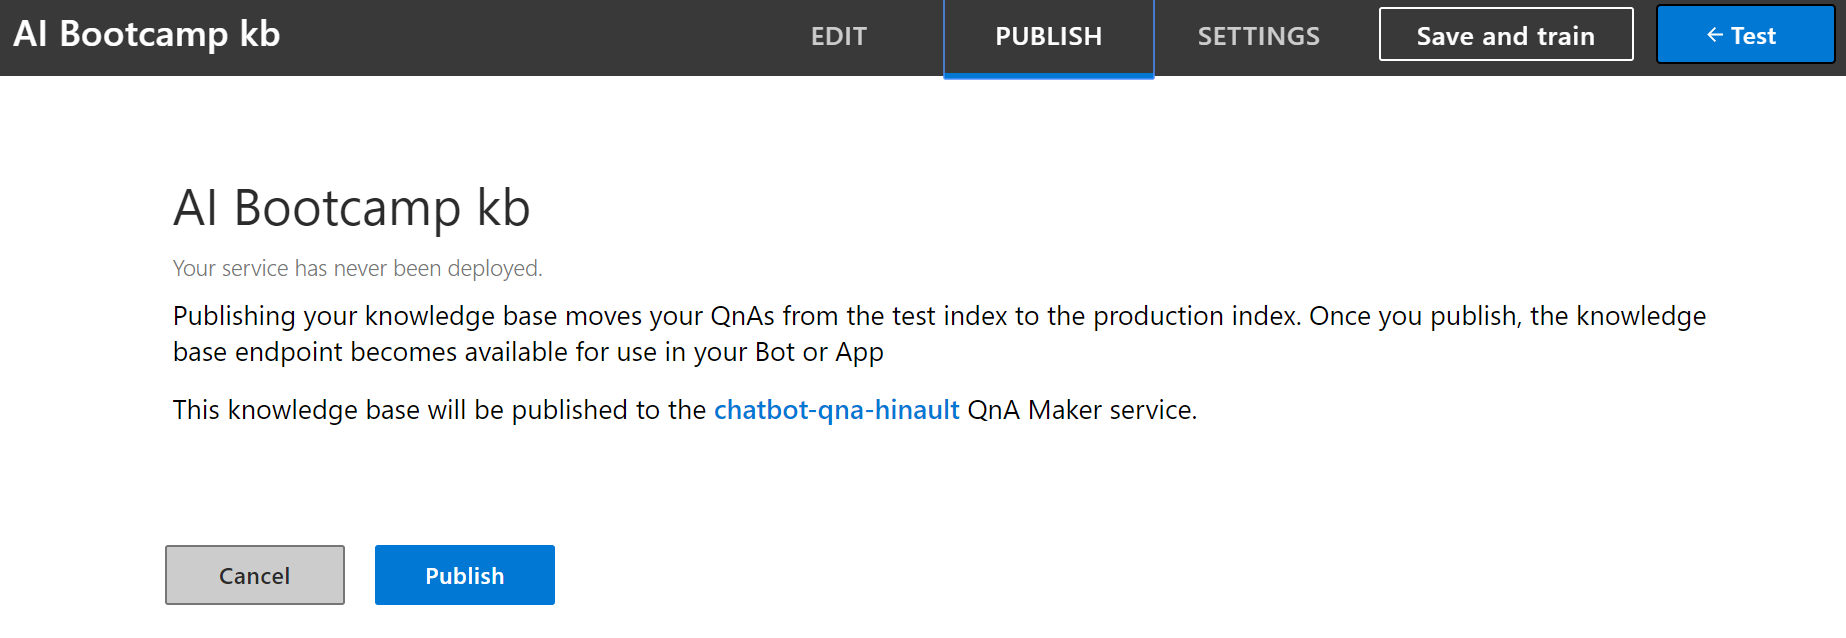 AI Bootcamp kb
EDIT
PUBLISH
SETTINGS
Save and train
← Test
AI Bootcamp kb
Your service has never been deployed.
Publishing your knowledge base moves your QnAs from the test index to the production index. Once you publish, the knowledge
base endpoint becomes available for use in your Bot or App
This knowledge base will be published to the chatbot-qna-hinault QnA Maker service.
Cancel
Publish